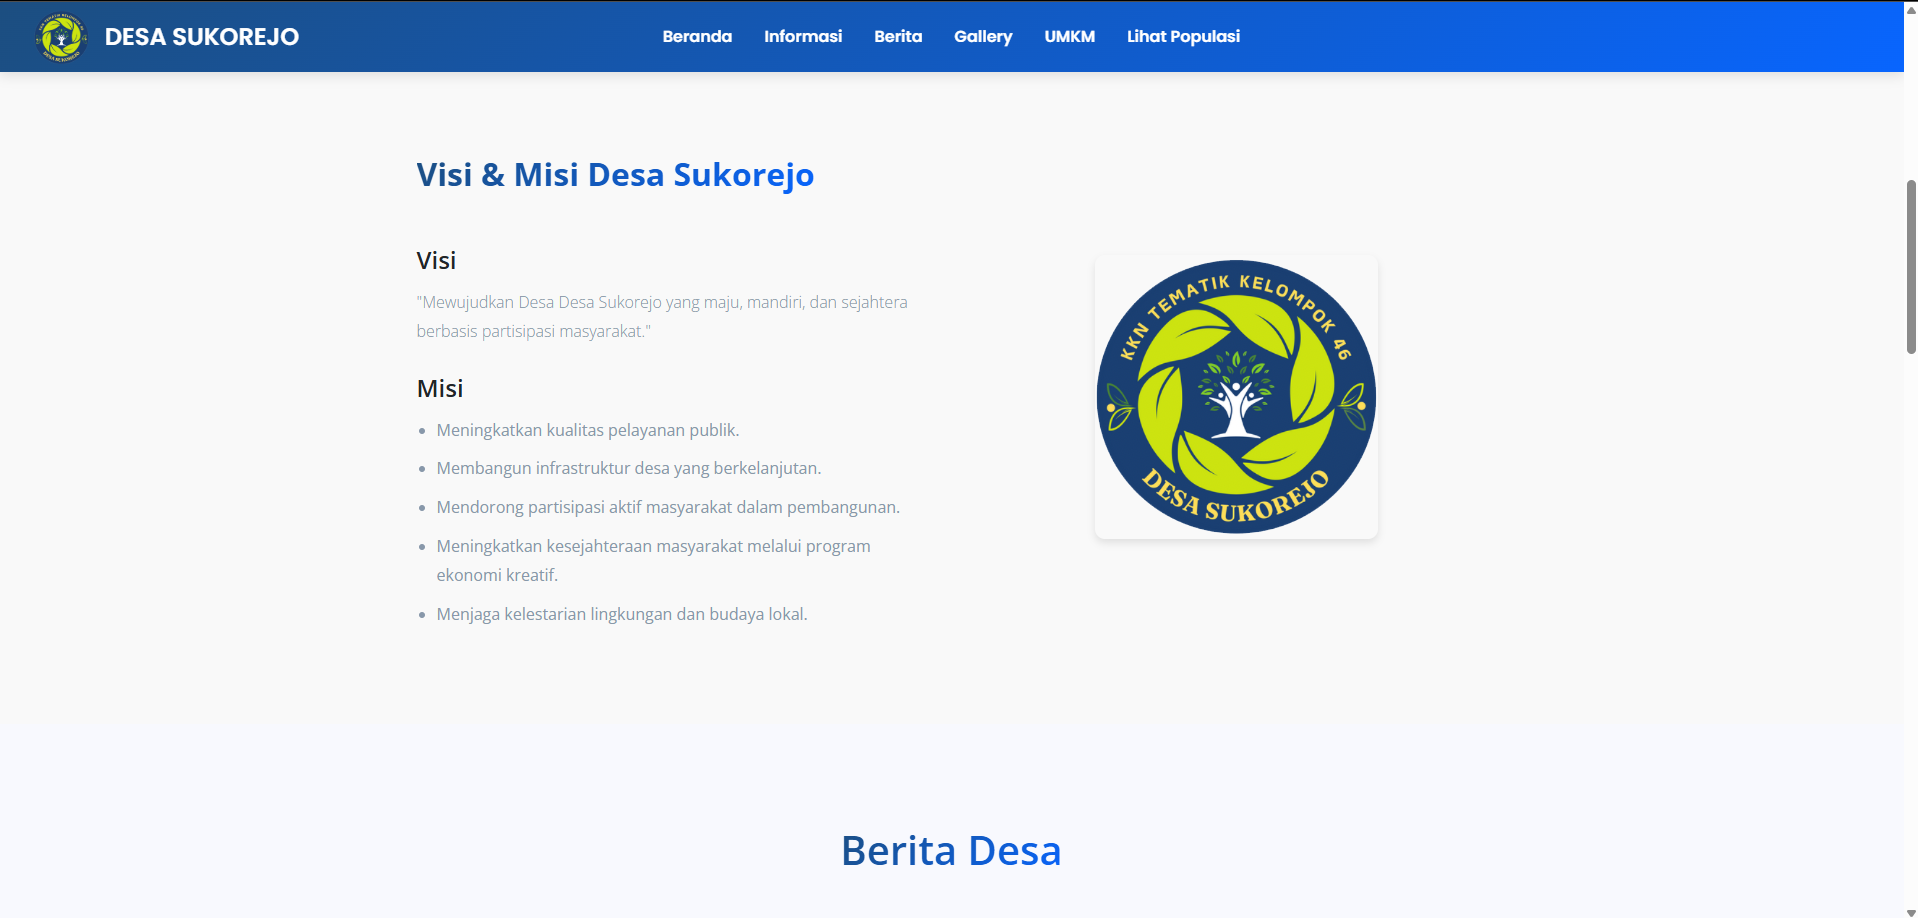 DESA SUKOREJO
Beranda Informasi Berita Gallery UMKM Lihat Populasi
Visi & Misi Desa Sukorejo
Visi
"Mewujudkan Desa Desa Sukorejo yang maju, mandiri, dan sejahtera
berbasis partisipasi masyarakat."
Misi
Meningkatkan kualitas pelayanan publik.
Membangun infrastruktur desa yang berkelanjutan.
Mendorong partisipasi aktif masyarakat dalam pembangunan.
Meningkatkan kesejahteraan masyarakat melalui program
ekonomi kreatif.
Menjaga kelestarian lingkungan dan budaya lokal.
KKN TEMATIK KELOMPOK 46
DESA SUKOREJO
Berita Desa